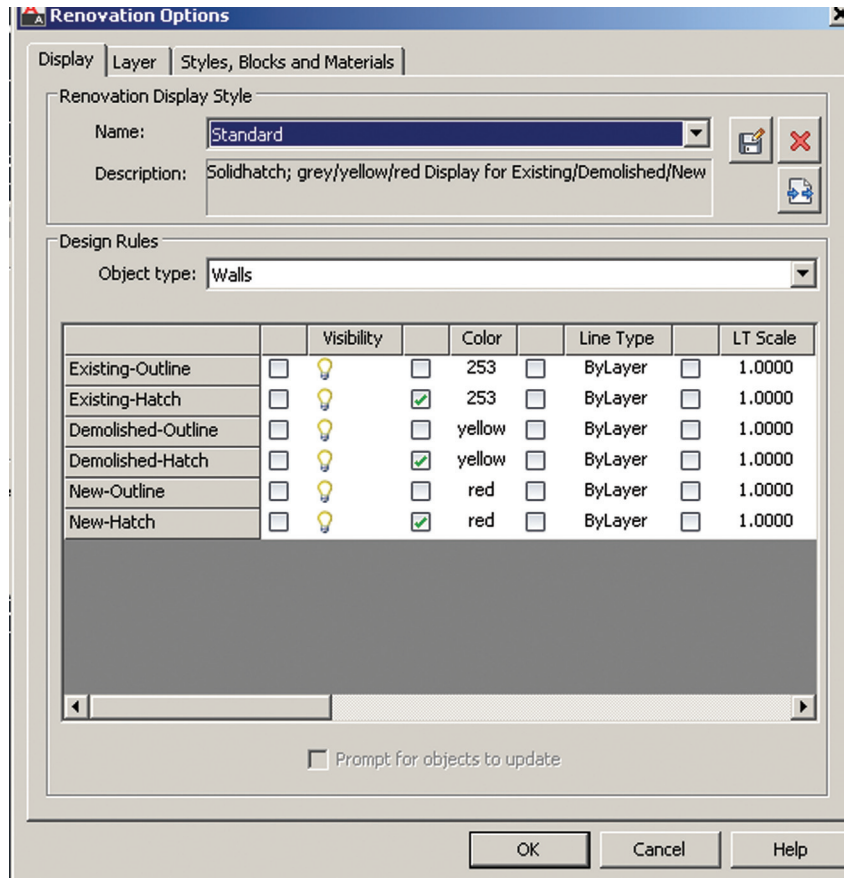 Renovation Options
Display Layer Styles, Blocks and Materials
Renovation Display Style
Name: Standard
Description: Solidhatch; grey/yellow/red Display for Existing/Demolished/New
Design Rules
Object type: Walls
Visibility Color Line Type LT Scale
Existing-Outline 253 ByLayer 1.0000
Existing-Hatch 253 ByLayer 1.0000
Demolished-Outline yellow ByLayer 1.0000
Demolished-Hatch yellow ByLayer 1.0000
New-Outline red ByLayer 1.0000
New-Hatch red ByLayer 1.0000
Prompt for objects to update
OK Cancel Help